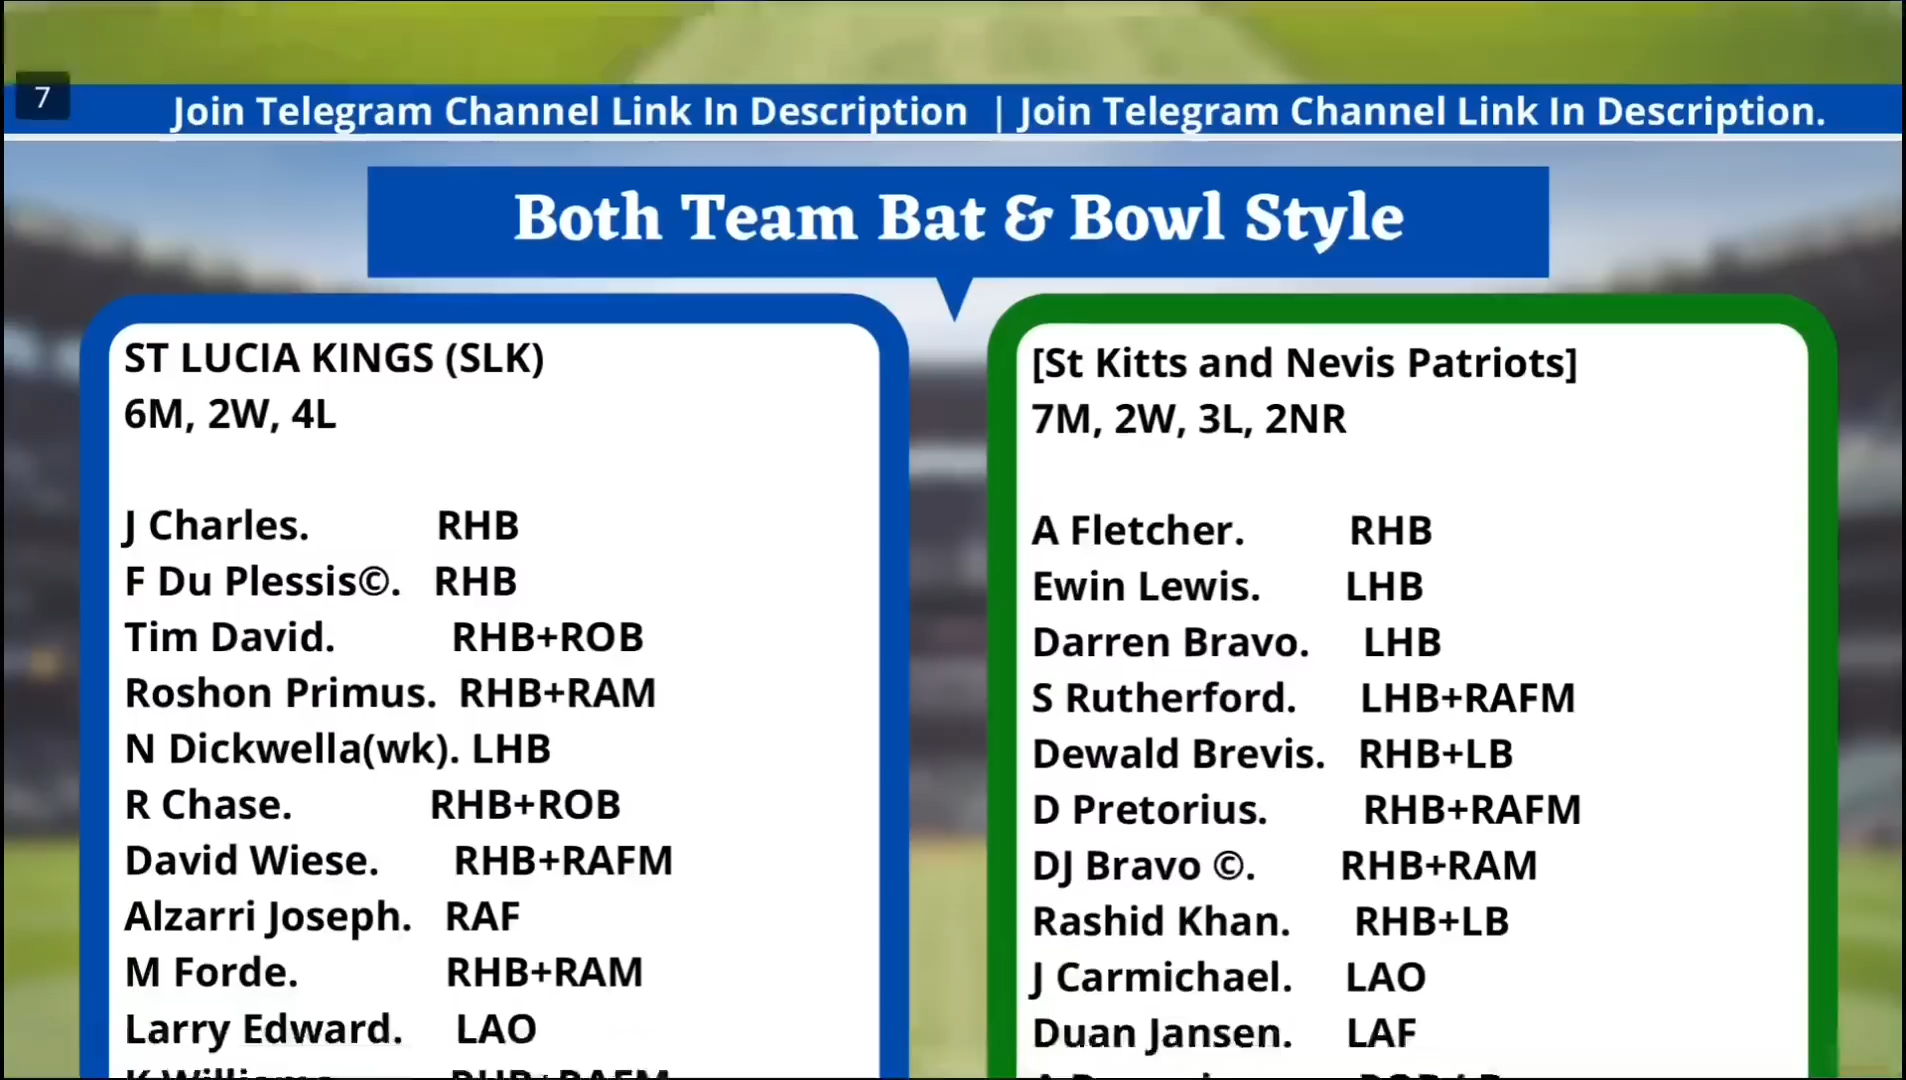 7
Join Telegram Channel Link In Description | Join Telegram Channel Link In Description.
Both Team Bat & Bowl Style
ST LUCIA KINGS (SLK)
6M, 2W, 4L
J Charles. RHB
F Du Plessis©. RHB
Tim David. RHB+ROB
Roshon Primus. RHB+RAM
N Dickwella(wk). LHB
R Chase. RHB+ROB
David Wiese. RHB+RAFM
Alzarri Joseph. RAF
M Forde. RHB+RAM
Larry Edward. LAO
[St Kitts and Nevis Patriots]
7M, 2W, 3L, 2NR
A Fletcher. RHB
Ewin Lewis. LHB
Darren Bravo. LHB
S Rutherford. LHB+RAFM
Dewald Brevis. RHB+LB
D Pretorius. RHB+RAFM
DJ Bravo ©. RHB+RAM
Rashid Khan. RHB+LB
J Carmichael. LAO
Duan Jansen. LAF